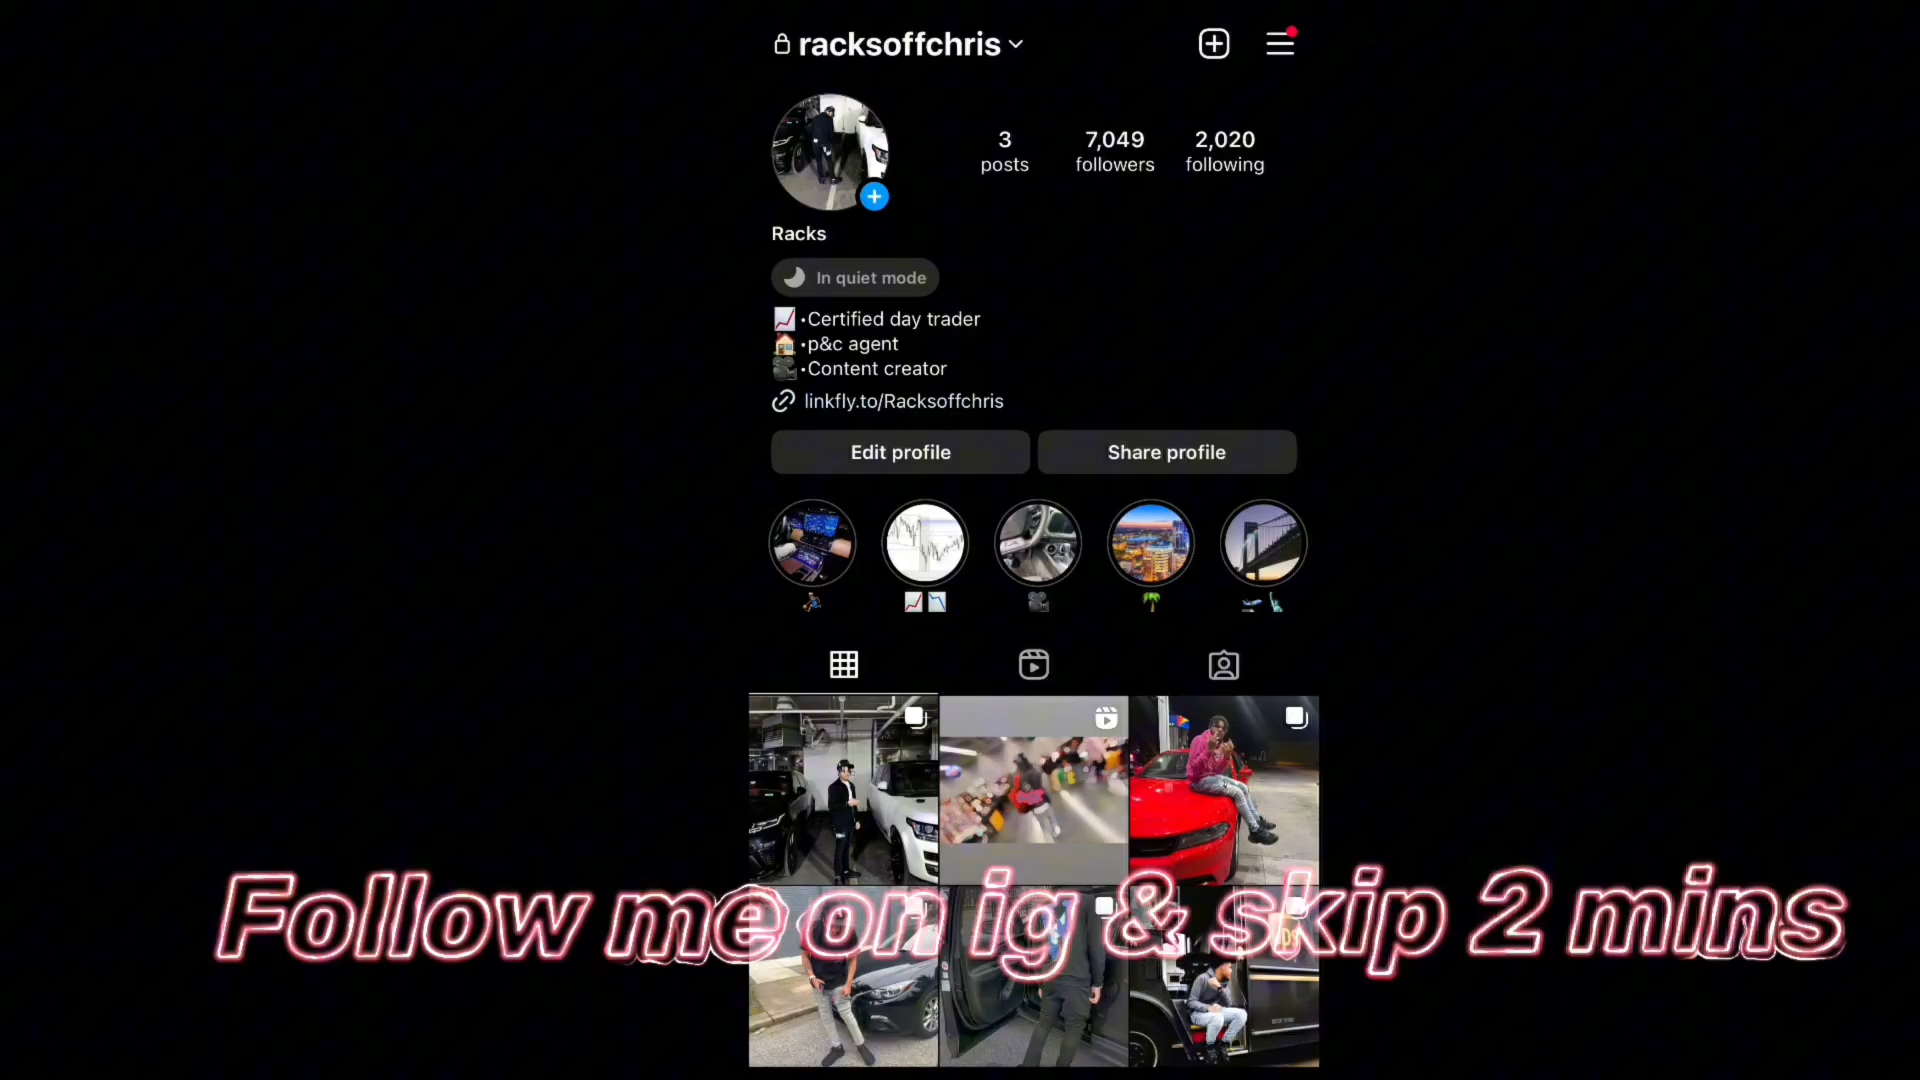 racksoffchris
3 7,049 2,020
posts followers following
Racks
In quiet mode
•Certified day trader
•p&c agent
•Content creator
linkfly.to/Racksoffchris
Edit profile Share profile
Follow me on ig & skip 2 mins